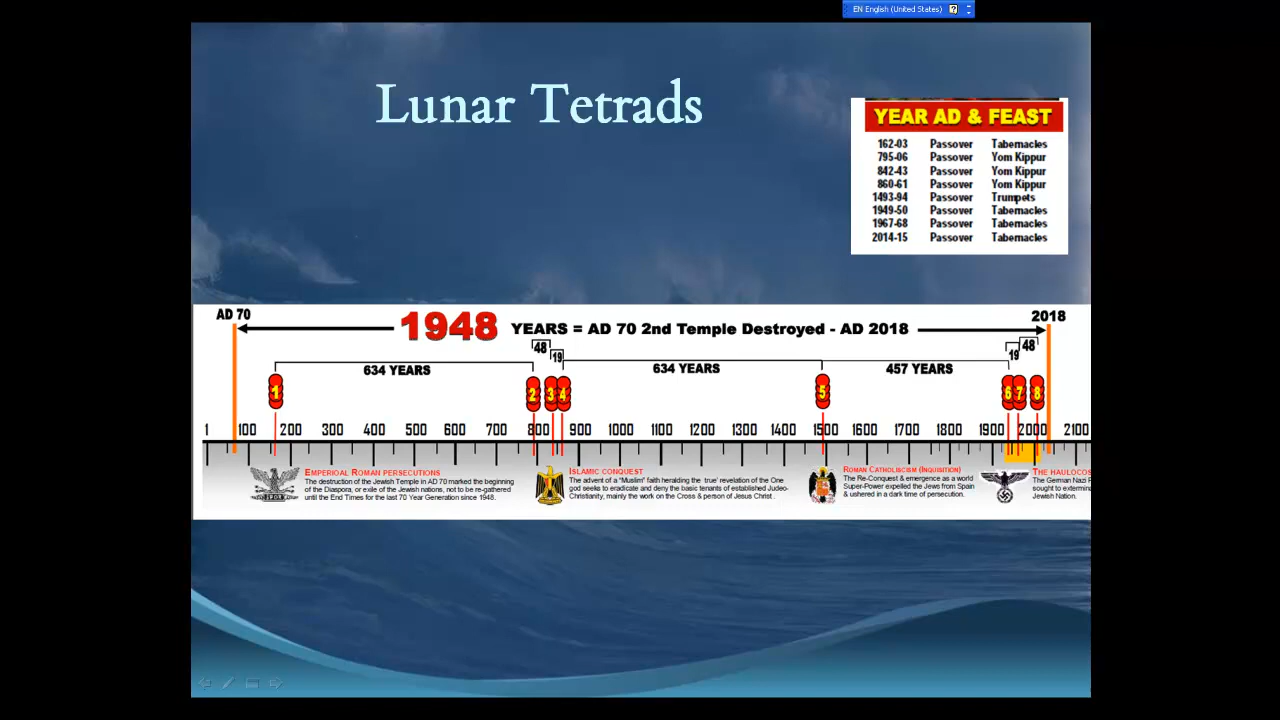 EN English (United States)
Lunar Tetrads
YEAR AD & FEAST
162-03 Passover Tabernacles
795-06 Passover Yom Kippur
842-43 Passover Yom Kippur
860-61 Passover Yom Kippur
1493-94 Passover Trumpets
1949-50 Passover Tabernacles
1967-68 Passover Tabernacles
2014-15 Passover Tabernacles
AD 70
1948 YEARS = AD 70 2nd Temple Destroyed - AD 2018
2018
48
19
19
48
634 YEARS
634 YEARS
457 YEARS
1 2 3 4 5 6 7 8
1 100 200 300 400 500 600 700 800 900 1000 1100 1200 1300 1400 1500 1600 1700 1800 1900 2000 2100
EMPERIAL ROMAN PERSECUTIONS
The destruction of the Jewish Temple in AD 70 marked the beginning
of the Diaspora, or exile of the Jewish nations, not to be re-gathered
until the End Times for the last 70 Year Generation since 1948.
ISLAMIC CONQUEST
The advent of a "Muslim" faith heralding the 'true' revelation of the One
god seeks to eradicate and deny the basic tenants of established Judeo-
Christianity, mainly the work on the Cross & person of Jesus Christ.
ROMAN CATHOLISCISM (INQUISITION)
The Re-Conquest & emergence as a world
Super-Power expelled the Jews from Spain
& ushered in a dark time of persecution.
THE HAULOCOS
The German Nazi
sought to extermin
Jewish Nation.